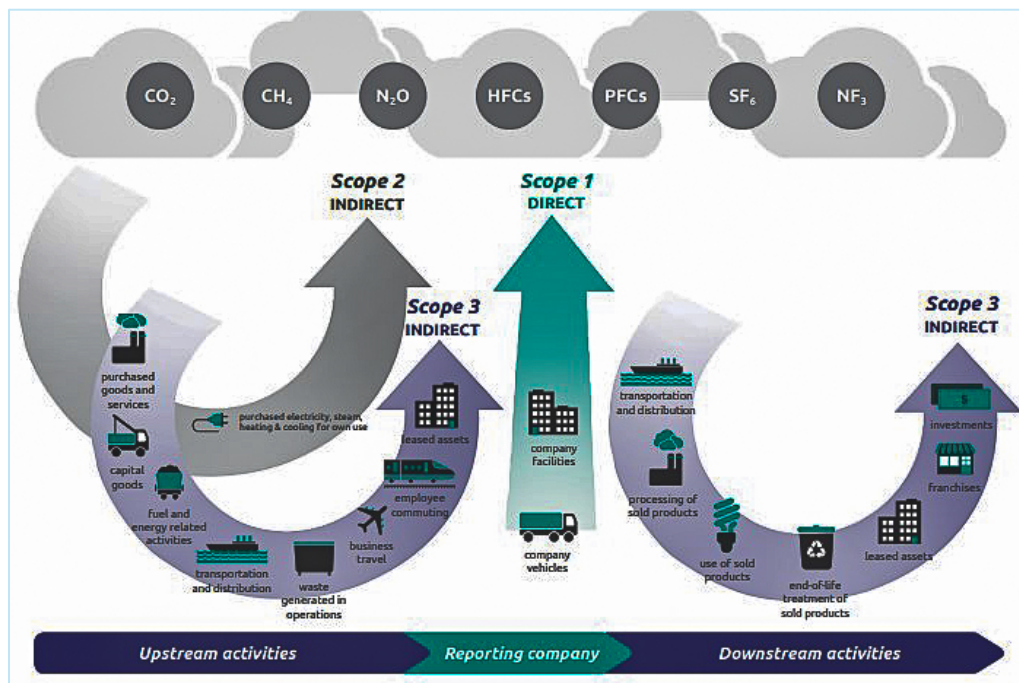 CO₂
CH₄
N₂O
HFCs
PFCs
SF₆
NF₃
Scope 2
INDIRECT
Scope 1
DIRECT
Scope 3
INDIRECT
Scope 3
INDIRECT
purchased
goods and
services
capital
goods
fuel and
energy related
activities
purchased electricity, steam,
heating & cooling for own use
transportation
and distribution
waste
generated in
operations
business
travel
employee
commuting
leased assets
company
facilities
company
vehicles
transportation
and distribution
processing of
sold products
use of sold
products
end-of-life
treatment of
sold products
leased assets
franchises
investments
$
Upstream activities
Reporting company
Downstream activities